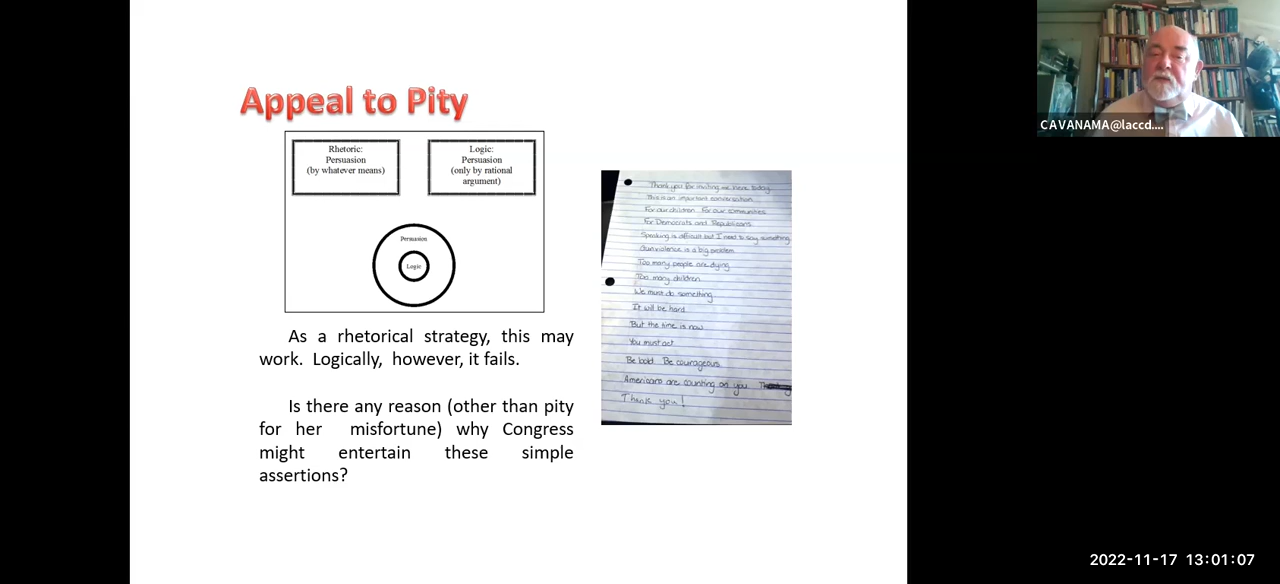 Appeal to Pity
Rhetoric:
Persuasion
(by whatever means)
Logic:
Persuasion
(only by rational
argument)
Persuasion
Logic
As a rhetorical strategy, this may
work. Logically, however, it fails.
Is there any reason (other than pity
for her misfortune) why Congress
might entertain these simple
assertions?
Thank you for inviting me here today.
This is an important conversation.
For our children. For our communities.
For Democrats and Republicans.
Speaking is difficult but I need to say something.
Gun violence is a big problem.
Too many people are dying.
Too many children.
We must do something.
It will be hard.
But the time is now.
You must act.
Be bold. Be courageous.
Americans are counting on you.
Thank you!
CAVANAMA@laccd....
2022-11-17 13:01:07